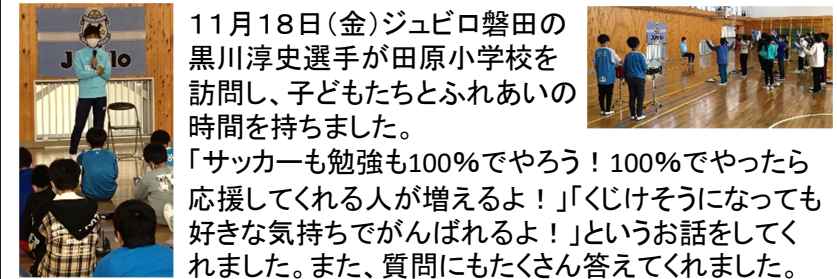 11月18日(金)ジュビロ磐田の
黒川淳史選手が田原小学校を
訪問し、子どもたちとふれあいの
時間を持ちました。
「サッカーも勉強も100%でやろう！100%でやったら
応援してくれる人が増えるよ！」「くじけそうになっても
好きな気持ちでがんばれるよ！」というお話をしてく
れました。また、質問にもたくさん答えてくれました。